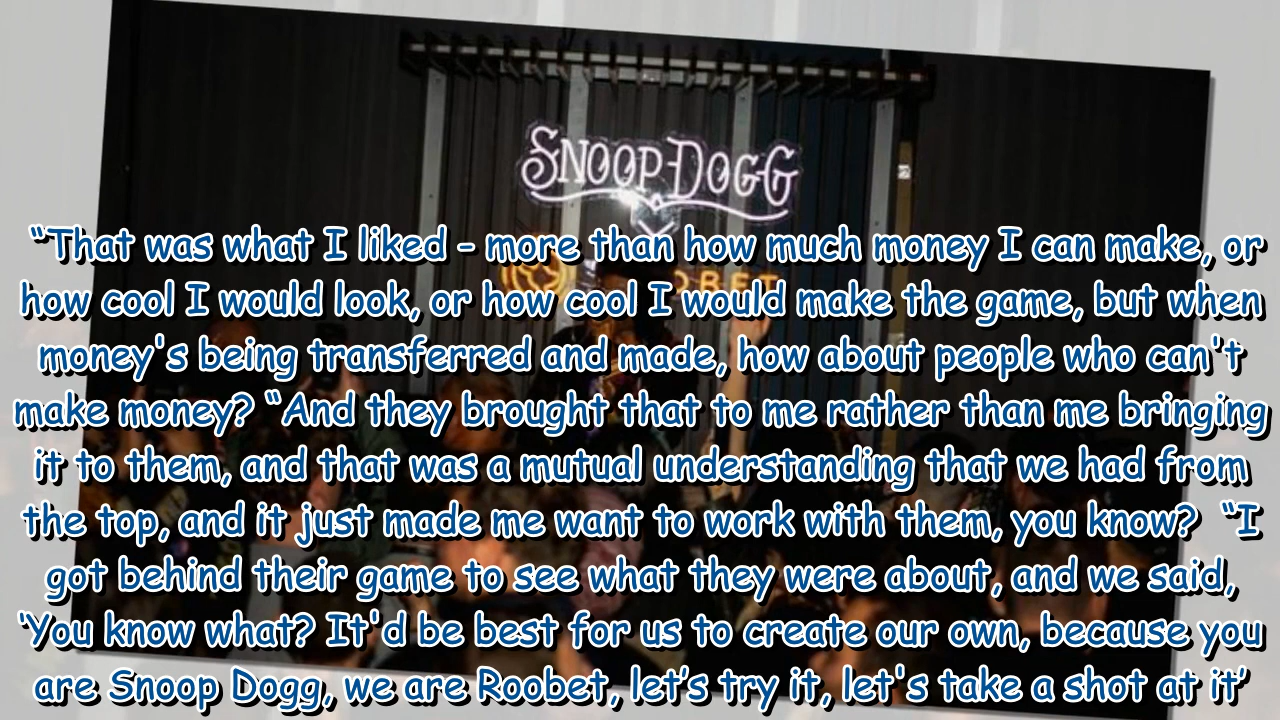 SNOOP DOGG
“That was what I liked - more than how much money I can make, or
how cool I would look, or how cool I would make the game, but when
money's being transferred and made, how about people who can't
make money? “And they brought that to me rather than me bringing
it to them, and that was a mutual understanding that we had from
the top, and it just made me want to work with them, you know?  “I
got behind their game to see what they were about, and we said,
‘You know what? It'd be best for us to create our own, because you
are Snoop Dogg, we are Roobet, let’s try it, let's take a shot at it’